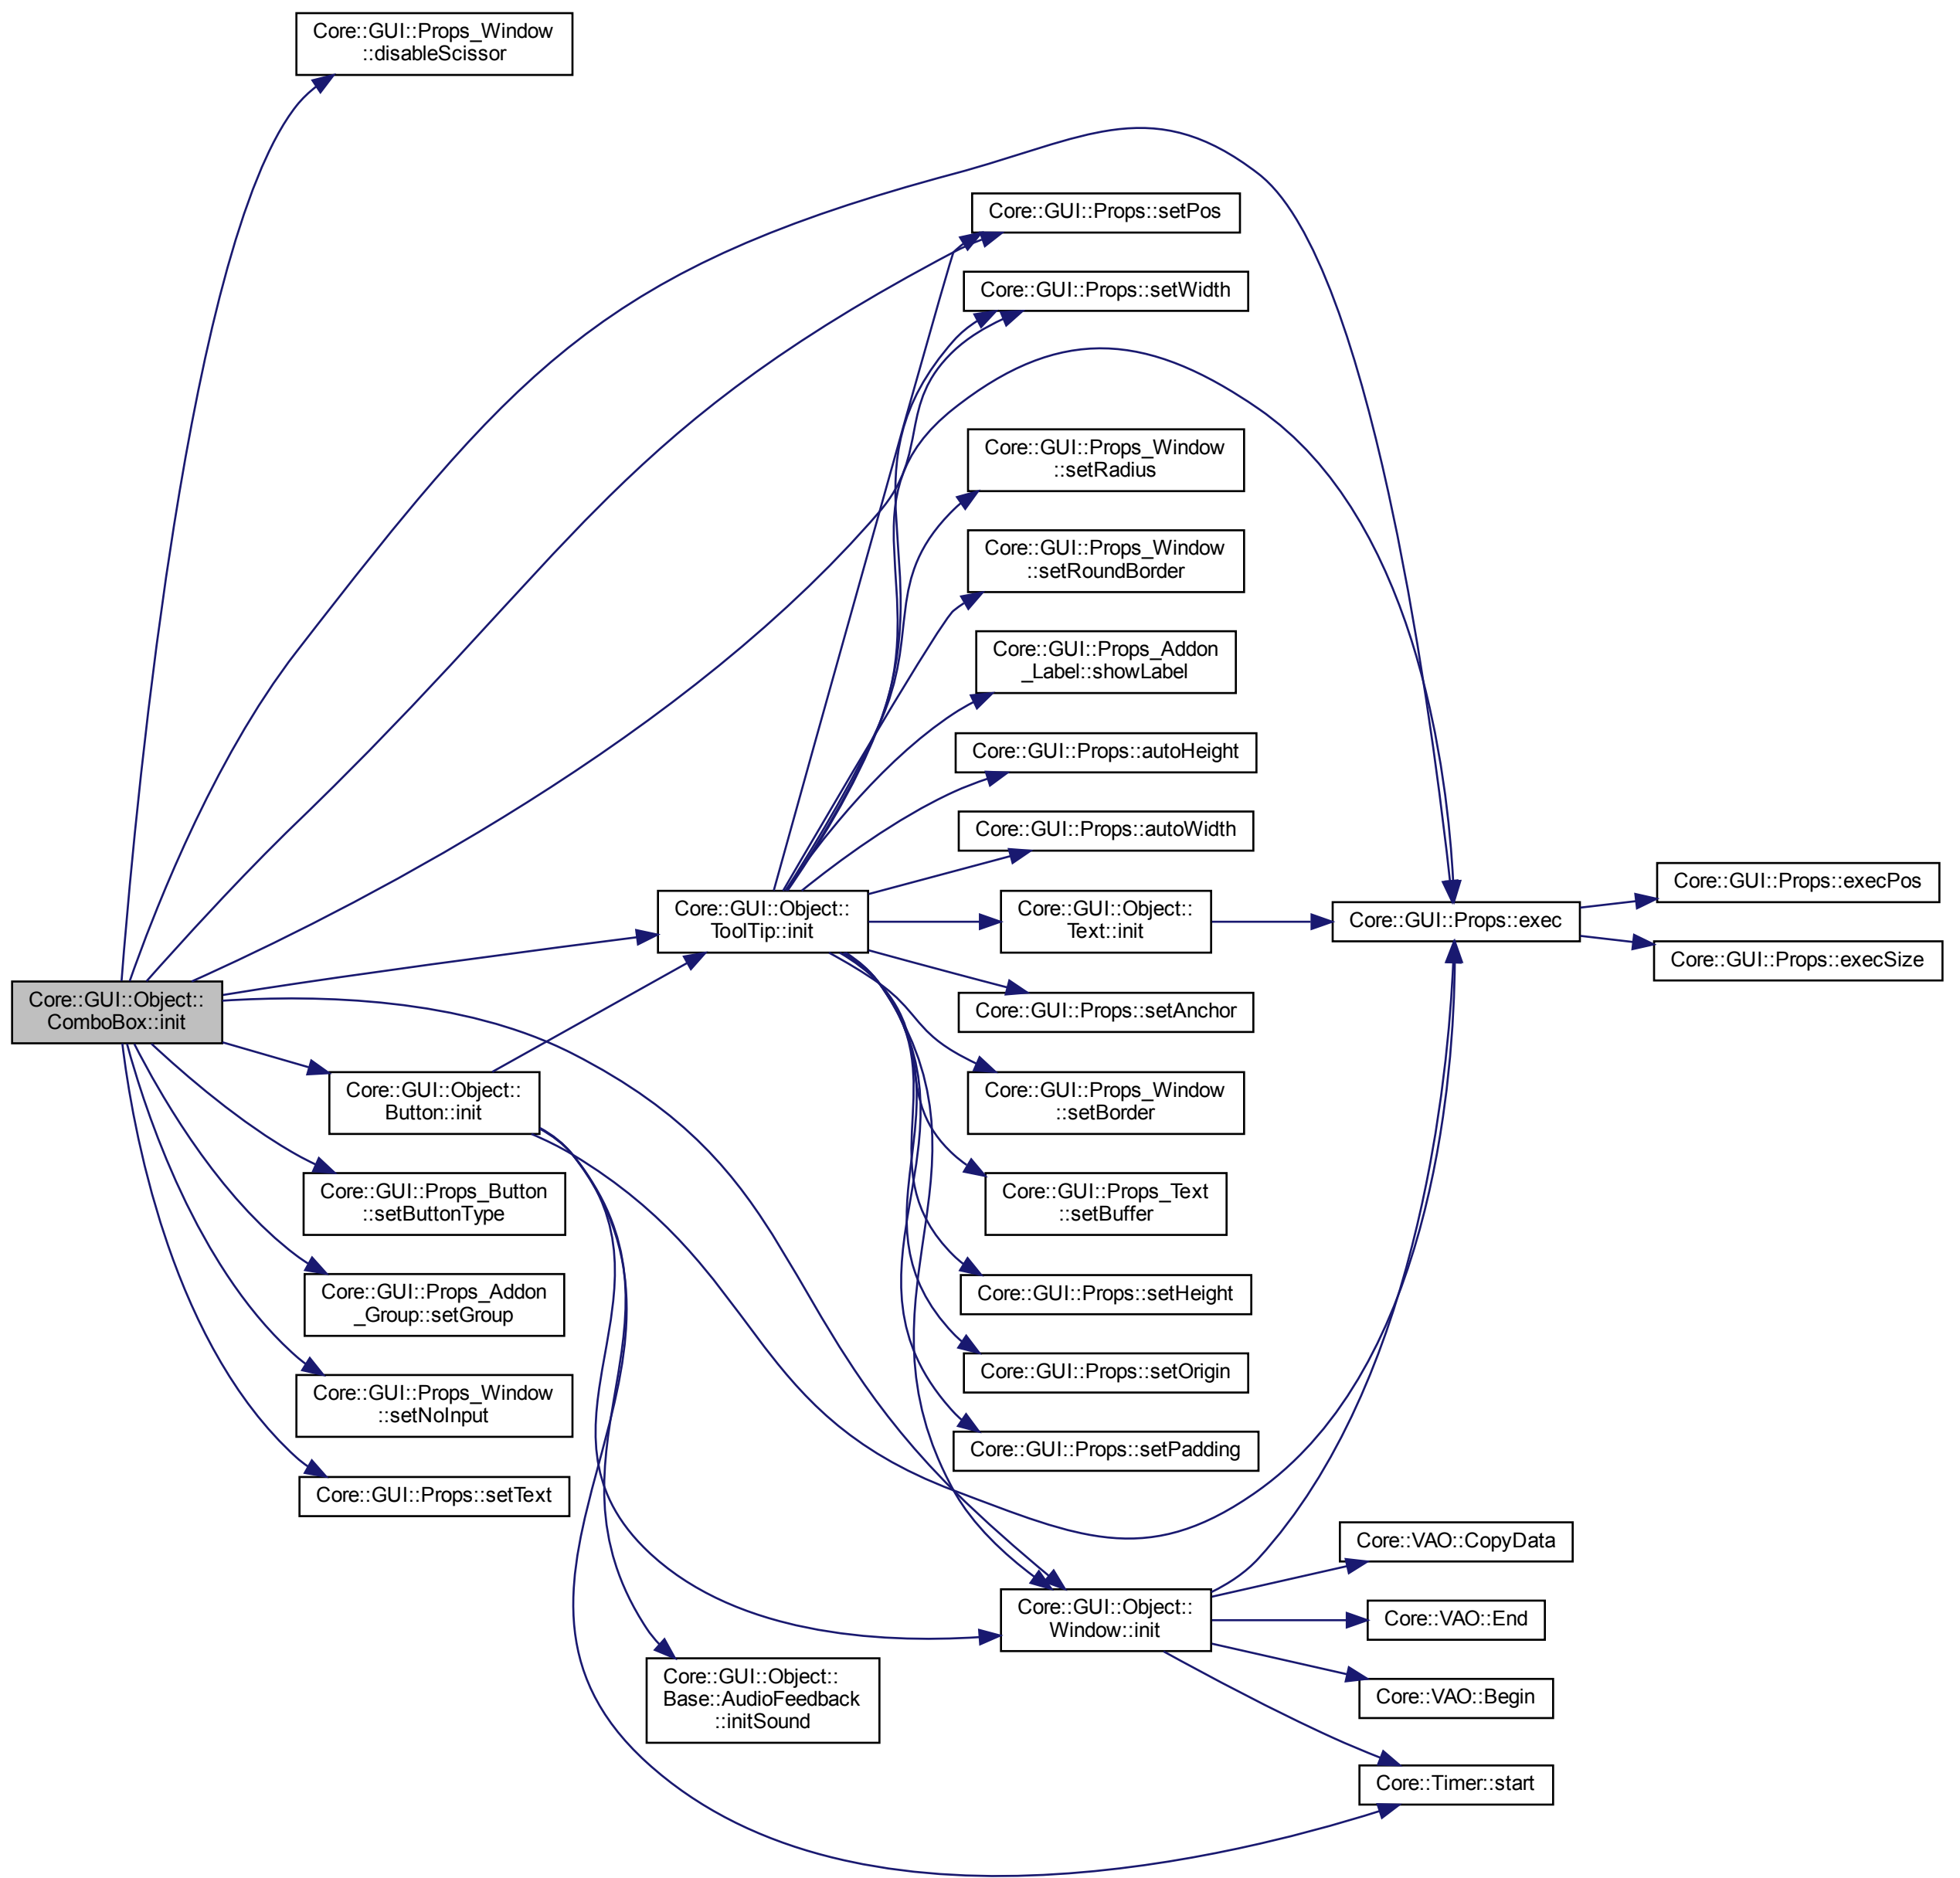 Core::GUI::Props_Window
::disableScissor
Core::GUI::Props::setPos
Core::GUI::Props::setWidth
Core::GUI::Props_Window
::setRadius
Core::GUI::Props_Window
::setRoundBorder
Core::GUI::Props_Addon
_Label::showLabel
Core::GUI::Props::autoHeight
Core::GUI::Props::autoWidth
Core::GUI::Object::
ToolTip::init
Core::GUI::Object::
Text::init
Core::GUI::Props::exec
Core::GUI::Props::execPos
Core::GUI::Props::execSize
Core::GUI::Object::
ComboBox::init
Core::GUI::Props::setAnchor
Core::GUI::Object::
Button::init
Core::GUI::Props_Window
::setBorder
Core::GUI::Props_Button
::setButtonType
Core::GUI::Props_Text
::setBuffer
Core::GUI::Props_Addon
_Group::setGroup
Core::GUI::Props::setHeight
Core::GUI::Props::setOrigin
Core::GUI::Props_Window
::setNoInput
Core::GUI::Props::setPadding
Core::GUI::Props::setText
Core::VAO::CopyData
Core::GUI::Object::
Window::init
Core::VAO::End
Core::GUI::Object::
Base::AudioFeedback
::initSound
Core::VAO::Begin
Core::Timer::start